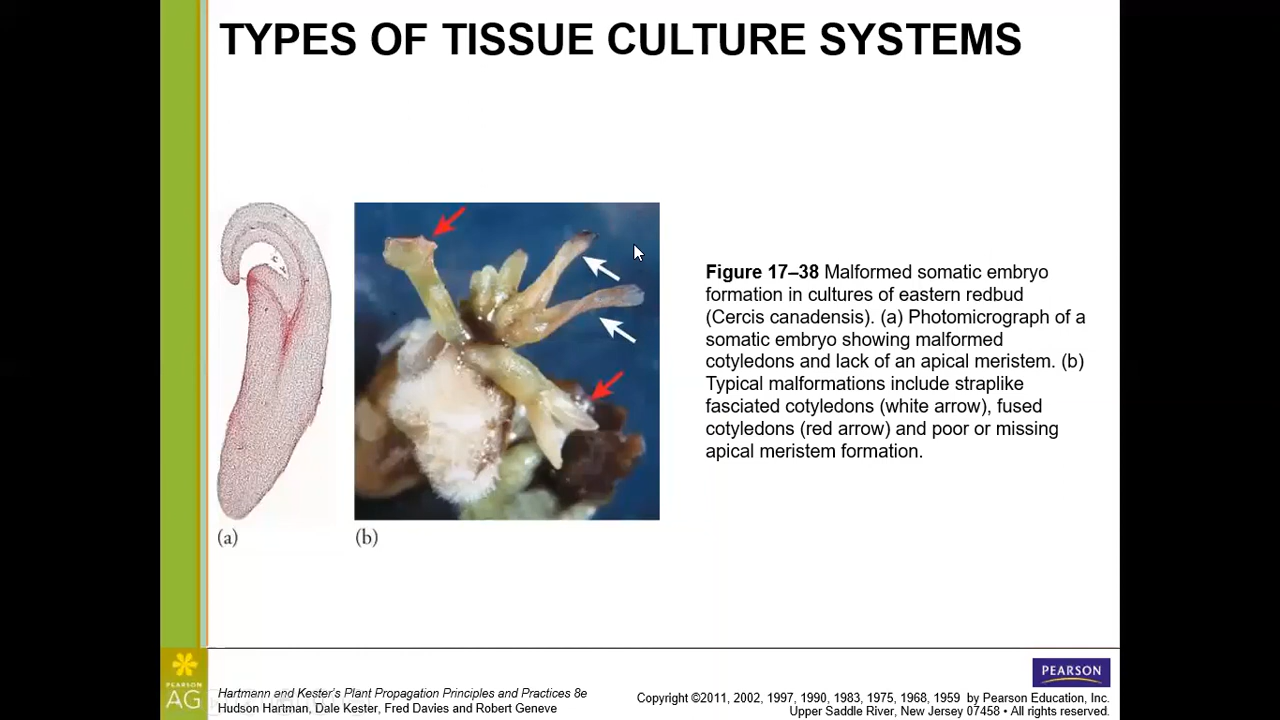 TYPES OF TISSUE CULTURE SYSTEMS
Figure 17–38 Malformed somatic embryo
formation in cultures of eastern redbud
(Cercis canadensis). (a) Photomicrograph of a
somatic embryo showing malformed
cotyledons and lack of an apical meristem. (b)
Typical malformations include straplike
fasciated cotyledons (white arrow), fused
cotyledons (red arrow) and poor or missing
apical meristem formation.
(a)
(b)
PEARSON
AG
Hartmann and Kester's Plant Propagation Principles and Practices 8e
Hudson Hartman, Dale Kester, Fred Davies and Robert Geneve
PEARSON
Copyright ©2011, 2002, 1997, 1990, 1983, 1975, 1968, 1959 by Pearson Education, Inc.
Upper Saddle River, New Jersey 07458 • All rights reserved.